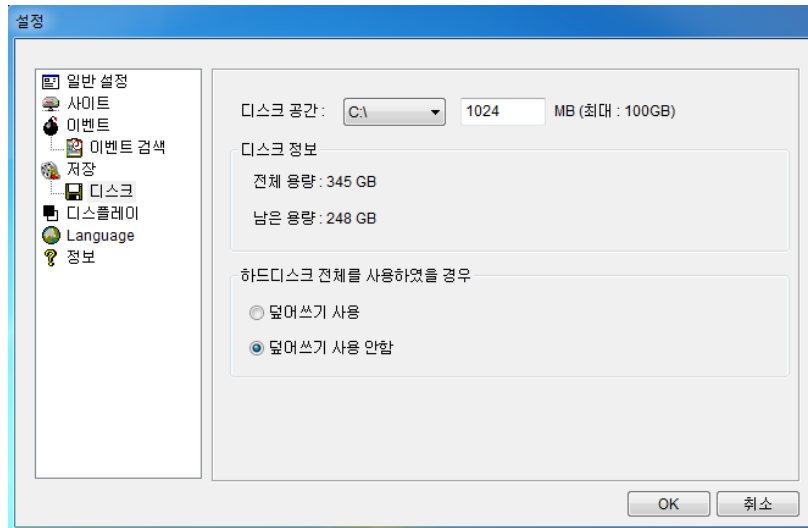 설정
일반 설정
사이트
이벤트
이벤트 검색
저장
디스크
디스플레이
Language
정보
디스크 공간 : C:\ 1024 MB (최대 : 100GB)
디스크 정보
전체 용량 : 345 GB
남은 용량 : 248 GB
하드디스크 전체를 사용하였을 경우
덮어쓰기 사용
덮어쓰기 사용 안함
OK 취소